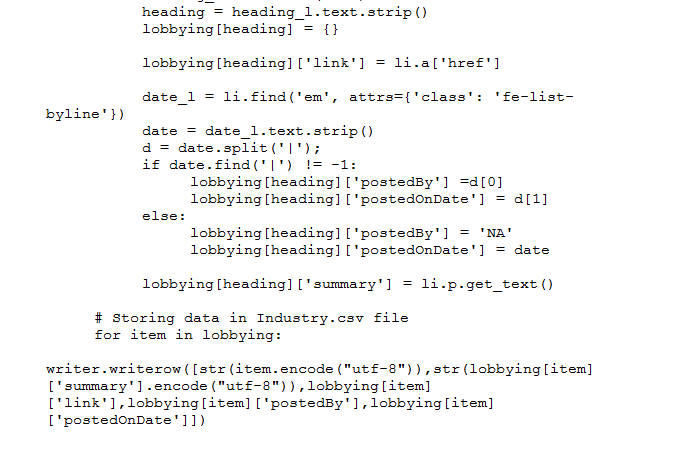 heading = heading_l.text.strip()
lobbying[heading] = {}
lobbying[heading]['link'] = li.a['href']
date_l = li.find('em', attrs={'class': 'fe-list-
byline'})
date = date_l.text.strip()
d = date.split('|');
if date.find('|') != -1:
lobbying[heading]['postedBy'] =d[0]
lobbying[heading]['postedOnDate'] = d[1]
else:
lobbying[heading]['postedBy'] = 'NA'
lobbying[heading]['postedOnDate'] = date
lobbying[heading]['summary'] = li.p.get_text()
# Storing data in Industry.csv file
for item in lobbying:
writer.writerow([str(item.encode("utf-8")),str(lobbying[item]
['summary'].encode("utf-8")),lobbying[item]
['link'],lobbying[item]['postedBy'],lobbying[item]
['postedOnDate']])